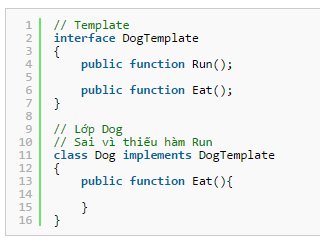 1 // Template
2 interface DogTemplate
3 {
4     public function Run();
5
6     public function Eat();
7 }
8
9 // Lớp Dog
10 // Sai vì thiếu hàm Run
11 class Dog implements DogTemplate
12 {
13     public function Eat(){
14
15     }
16 }